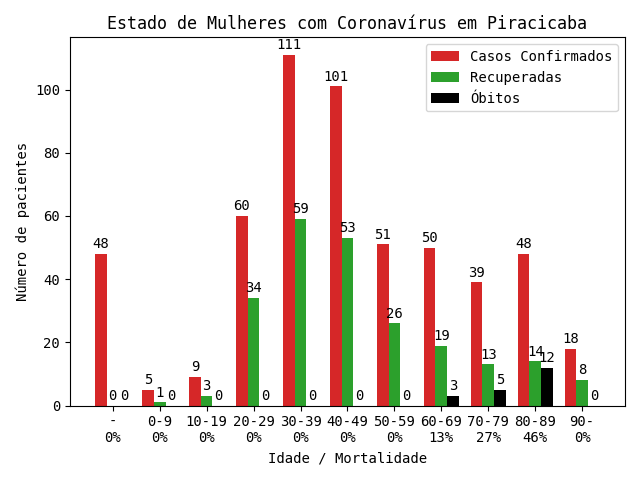 Estado de Mulheres com Coronavírus em Piracicaba
Casos Confirmados
Recuperadas
Óbitos
Número de pacientes
0
20
40
60
80
100
48 0 0
5 1 0
9 3 0
60 34 0
111 59 0
101 53 0
51 26 0
50 19 3
39 13 5
48 14 12
18 8 0
- 0-9 10-19 20-29 30-39 40-49 50-59 60-69 70-79 80-89 90-
0% 0% 0% 0% 0% 0% 0% 13% 27% 46% 0%
Idade / Mortalidade